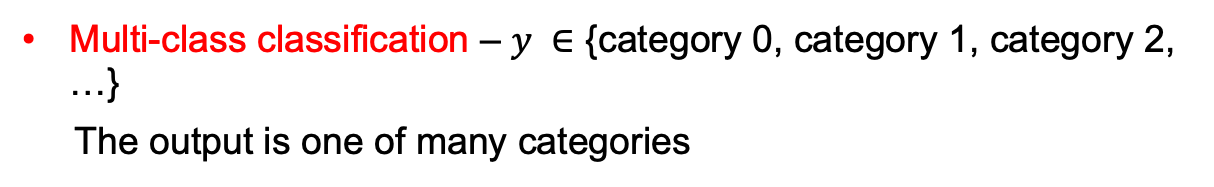 • Multi-class classification – y ∈ {category 0, category 1, category 2,
…}
The output is one of many categories